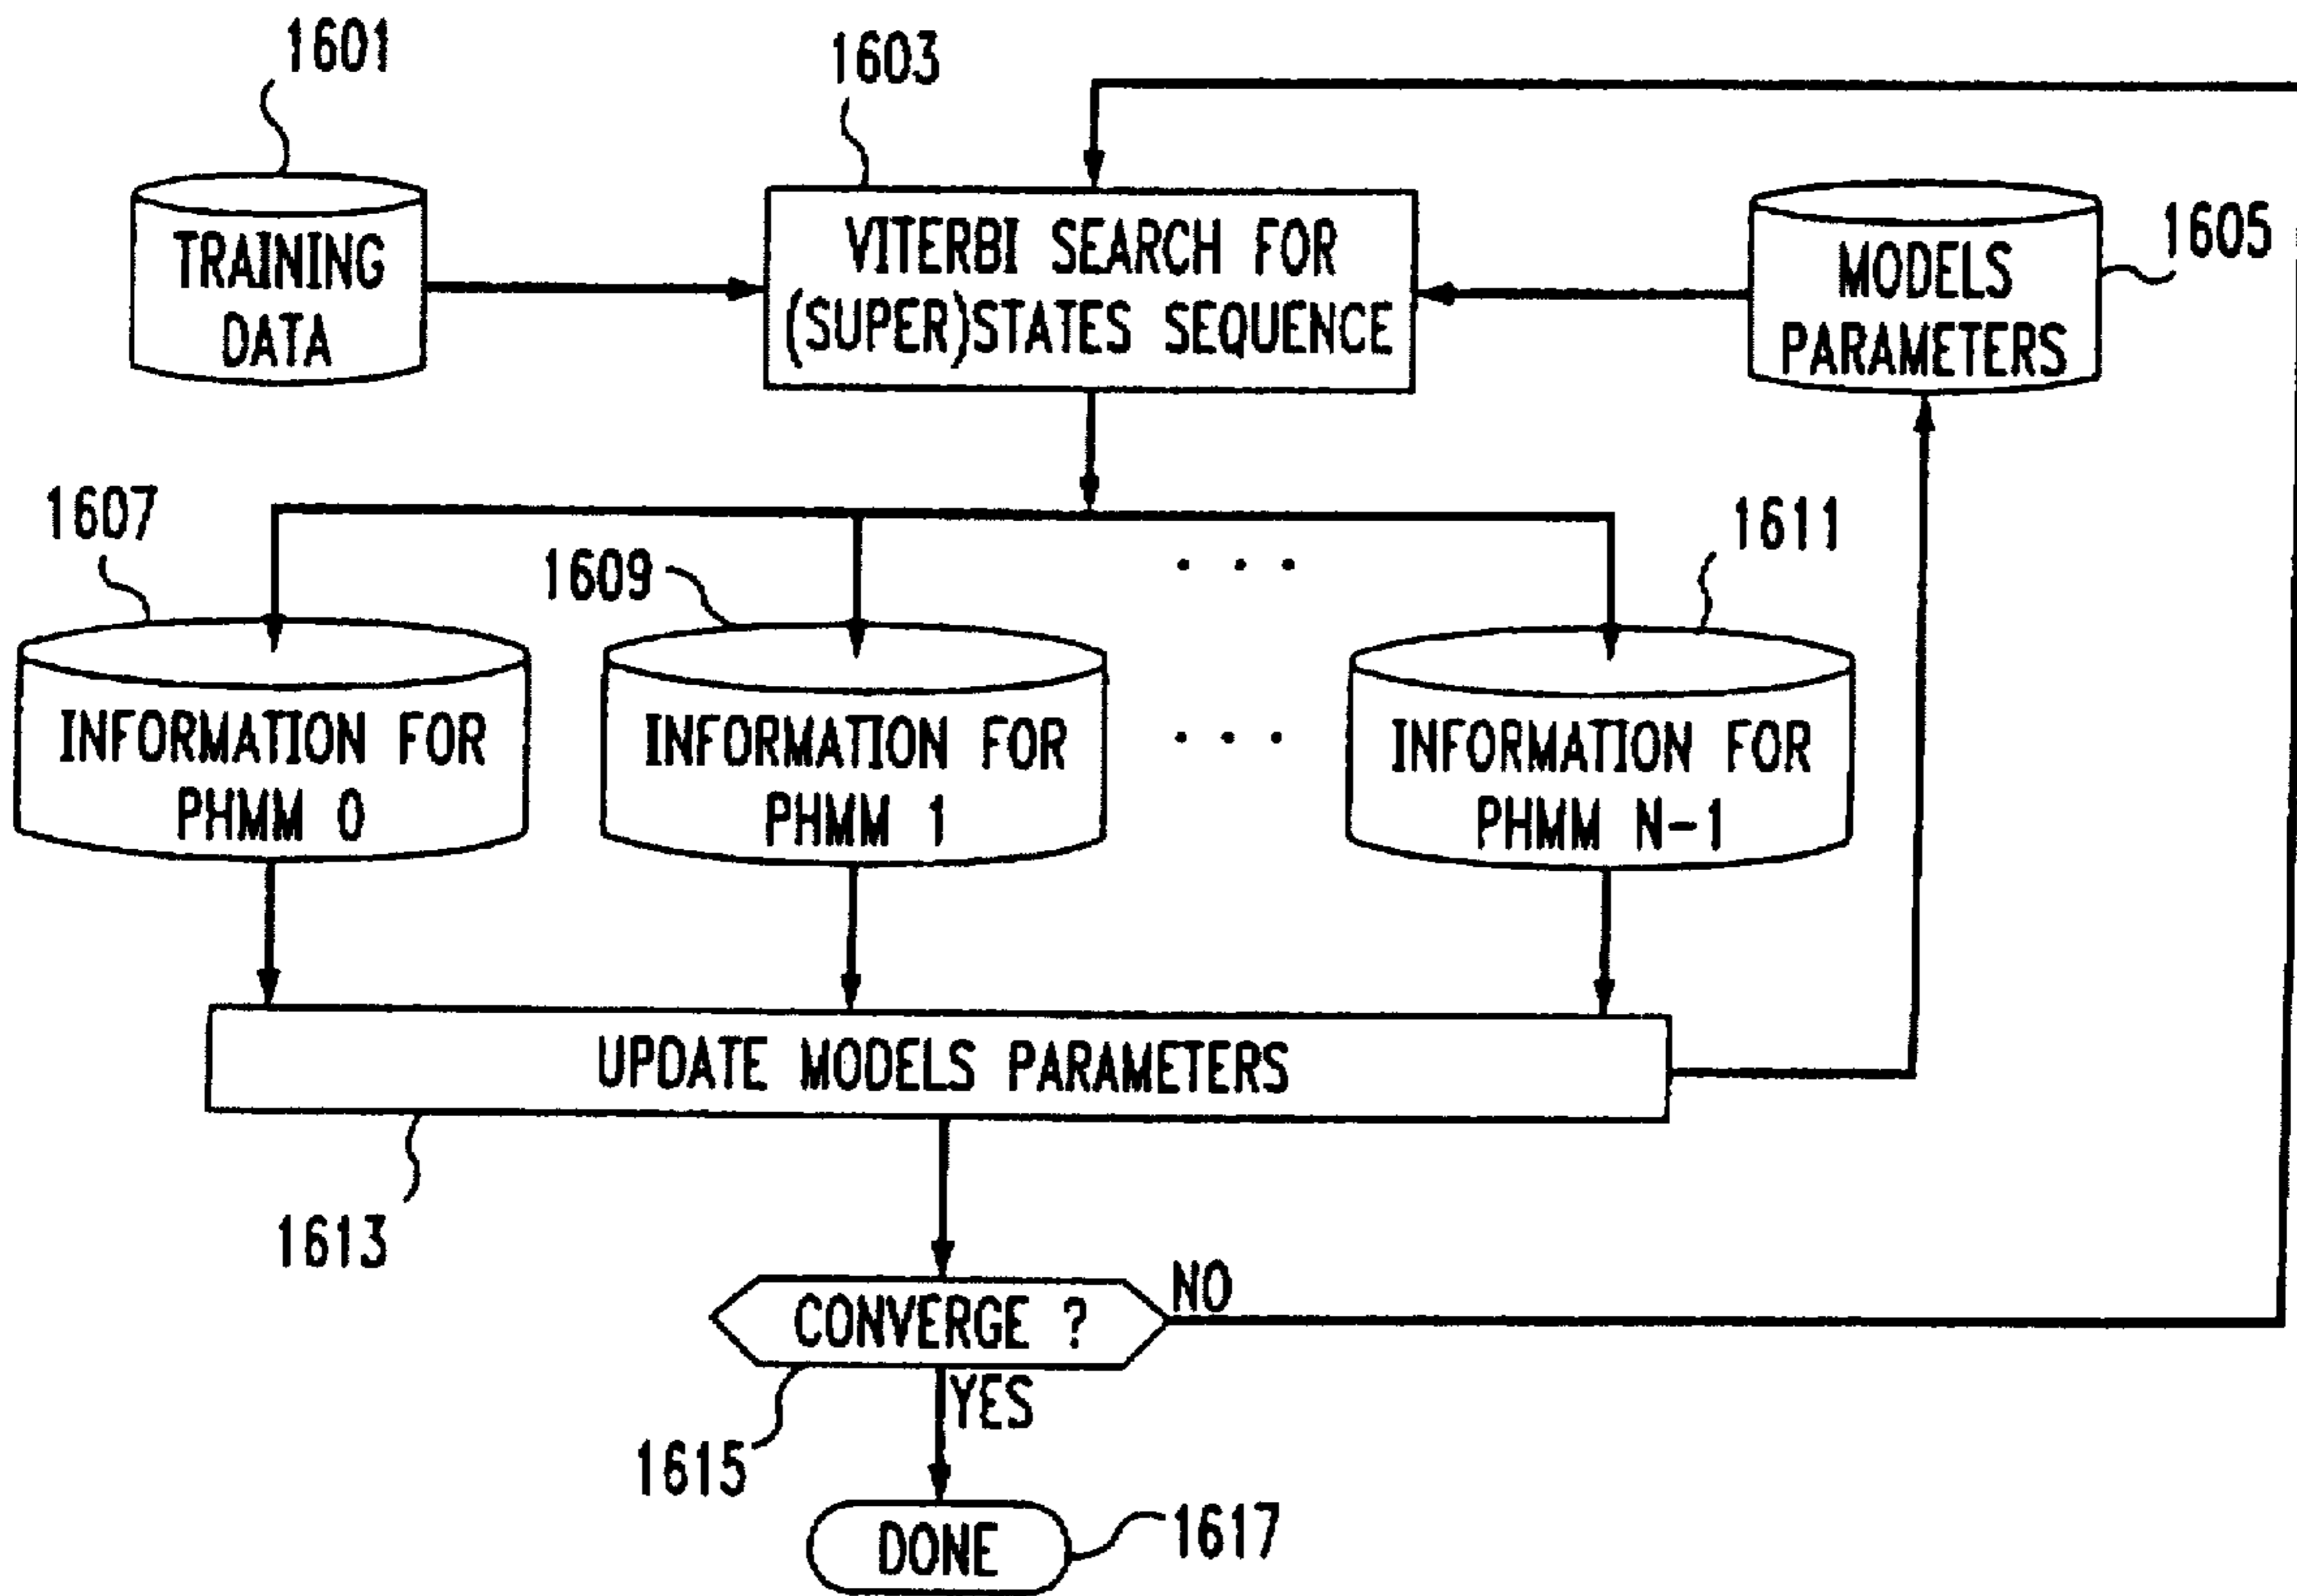 1601
1603
TRAINING
DATA
VITERBI SEARCH FOR
(SUPER)STATES SEQUENCE
MODELS
PARAMETERS
1605
1607
1609
. . .
1611
INFORMATION FOR
PHMM 0
INFORMATION FOR
PHMM 1
. . .
INFORMATION FOR
PHMM N-1
UPDATE MODELS PARAMETERS
1613
CONVERGE ?
NO
YES
1615
DONE
1617